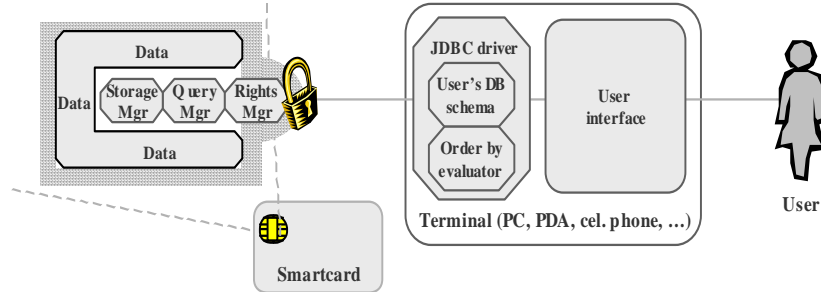 Data
Data
Storage
Mgr
Query
Mgr
Rights
Mgr
Data
JDBC driver
User's DB
schema
Order by
evaluator
User
interface
Terminal (PC, PDA, cel. phone, …)
User
Smartcard